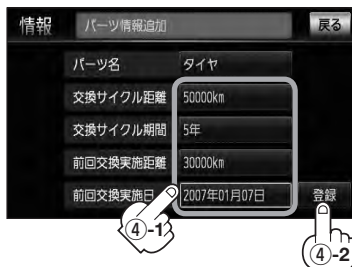 情報 パーツ情報追加 戻る
パーツ名 タイヤ
交換サイクル距離 50000km
交換サイクル期間 5年
前回交換実施距離 30000km
前回交換実施日 2007年01月07日 登録
④-1
④-2